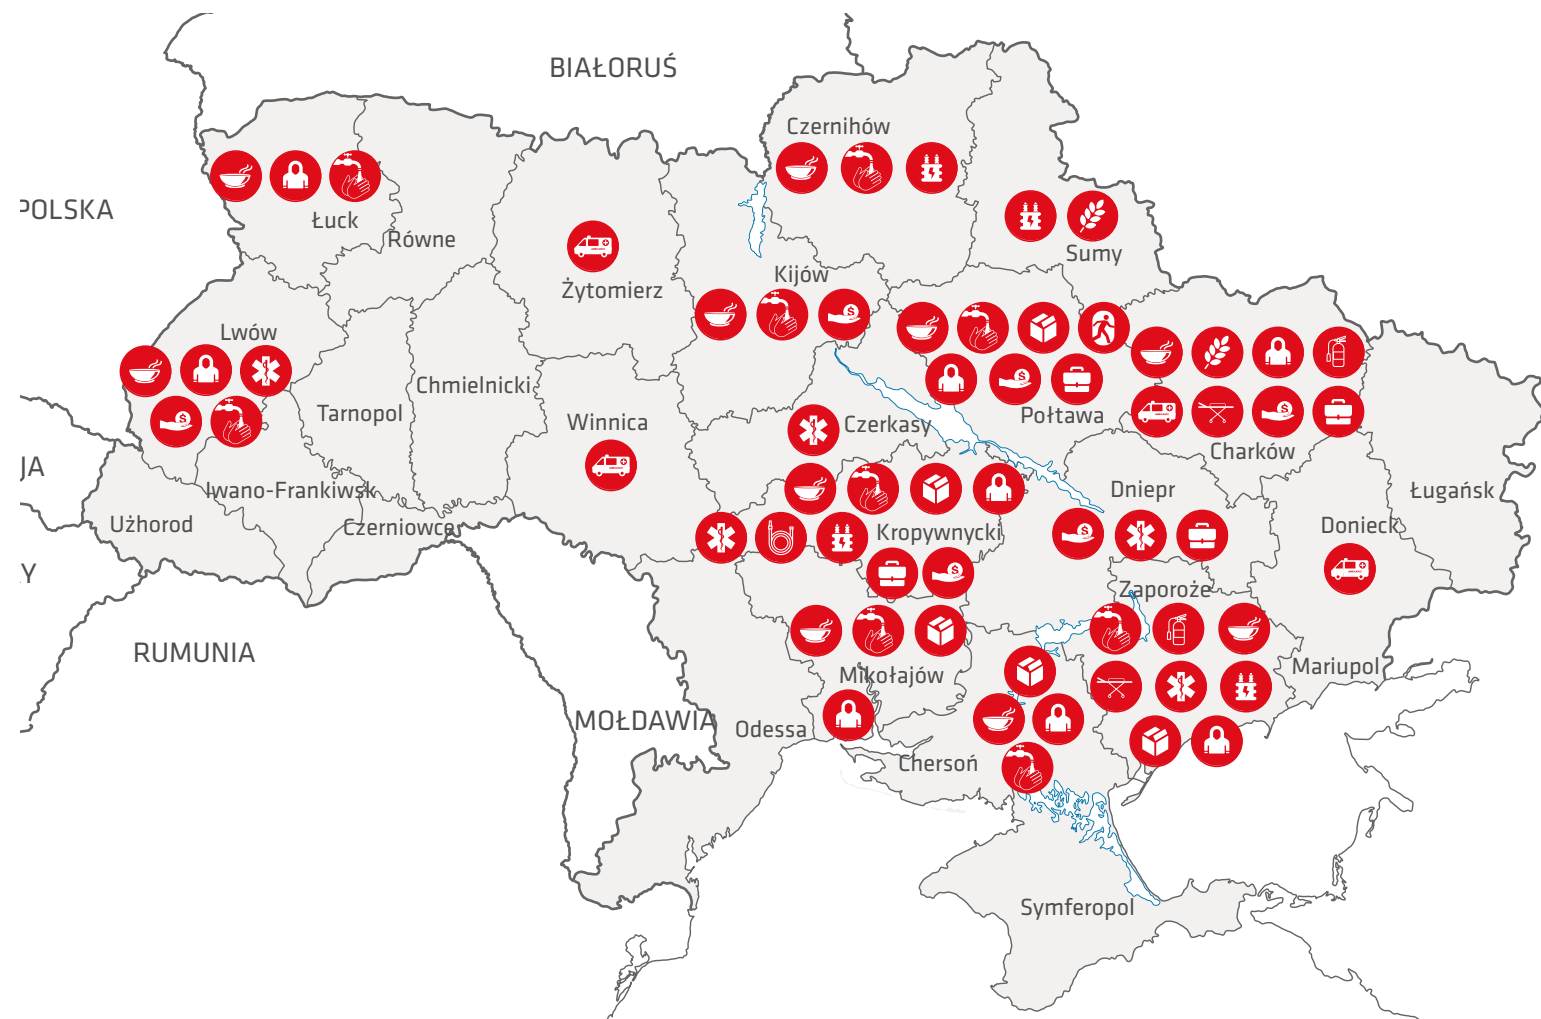 BIAŁORUŚ
Czernihów
POLSKA
Łuck
Równe
Sumy
Kijów
Żytomierz
Lwów
Chmielnicki
Tarnopol
Winnica
Czerkasy
Połtawa
Charków
JA
Iwano-Frankiwsk
Dniepr
Ługańsk
Użhorod
Czerniowce
Kropywnycki
Donieck
Y
Zaporoże
RUMUNIA
Mikołajów
Mariupol
MOŁDAWIA
Odessa
Chersoń
Symferopol